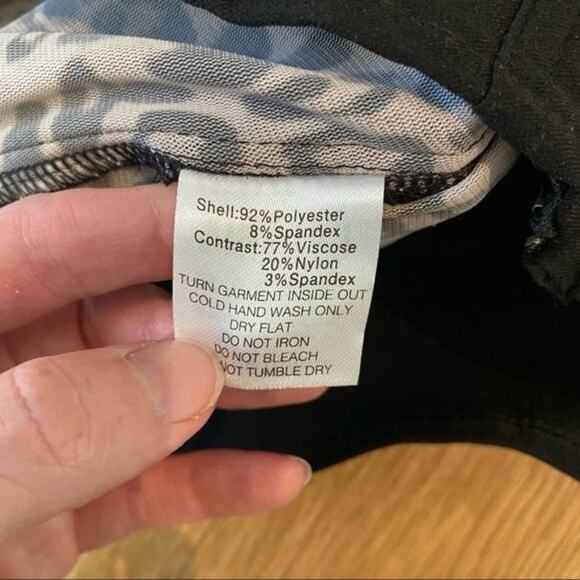 Shell:92%Polyester
8%Spandex
Contrast:77%Viscose
20%Nylon
3%Spandex
TURN GARMENT INSIDE OUT
COLD HAND WASH ONLY
DRY FLAT
DO NOT IRON
DO NOT BLEACH
NOT TUMBLE DRY